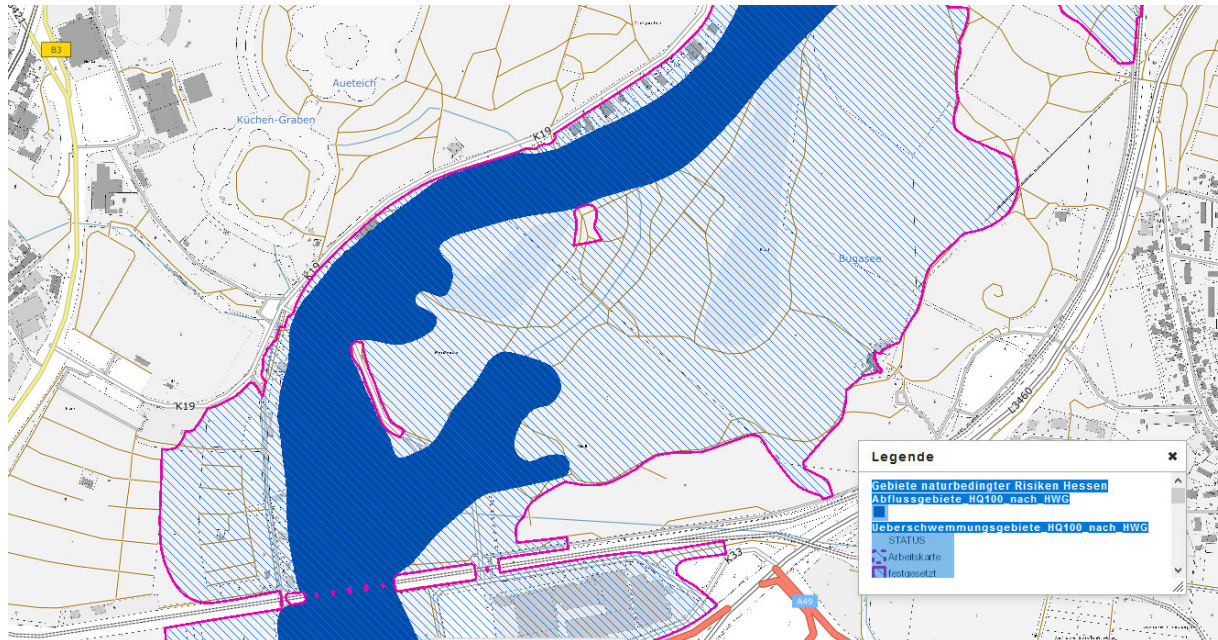 B3
Aueteich
Küchen-Graben
K19
K19
Bugasee
K19
L3460
K33
A49
Legende
Gebiete naturbedingter Risiken Hessen
Abflussgebiete_HQ100_nach_HWG
Ueberschwemmungsgebiete_HQ100_nach_HWG
STATUS
Arbeitskarte
festgesetzt